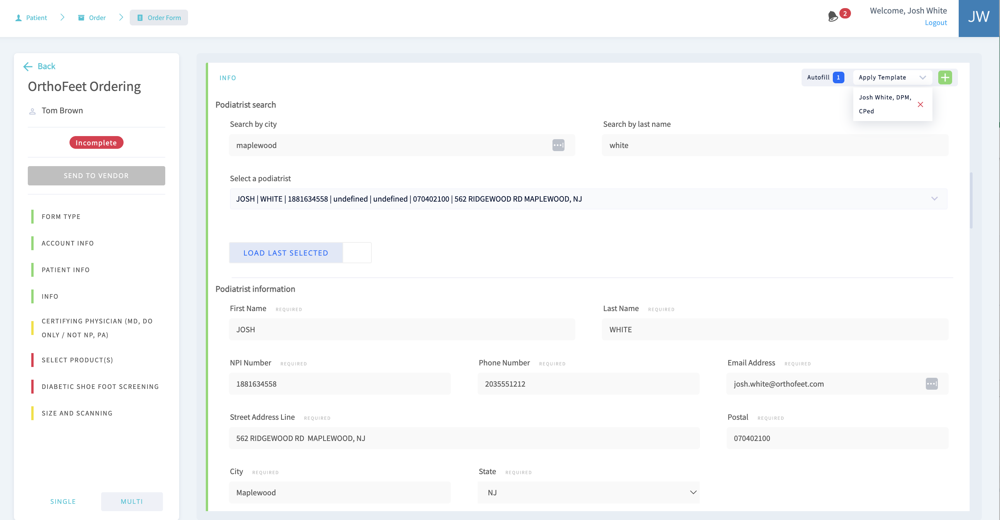 Patient
Order
Order Form
2
Welcome, Josh White
Logout
JW
Back
OrthoFeet Ordering
Tom Brown
Incomplete
SEND TO VENDOR
FORM TYPE
ACCOUNT INFO
PATIENT INFO
INFO
CERTIFYING PHYSICIAN (MD, DO
ONLY / NOT NP, PA)
SELECT PRODUCT(S)
DIABETIC SHOE FOOT SCREENING
SIZE AND SCANNING
SINGLE
MULTI
INFO
Autofill 1
Apply Template
Josh White, DPM,
CPed
Podiatrist search
Search by city
maplewood
Search by last name
white
Select a podiatrist
JOSH | WHITE | 1881634558 | undefined | undefined | 070402100 | 562 RIDGEWOOD RD MAPLEWOOD, NJ
LOAD LAST SELECTED
Podiatrist information
First Name REQUIRED
JOSH
Last Name REQUIRED
WHITE
NPI Number REQUIRED
1881634558
Phone Number REQUIRED
2035551212
Email Address REQUIRED
josh.white@orthofeet.com
Street Address Line REQUIRED
562 RIDGEWOOD RD  MAPLEWOOD, NJ
Postal REQUIRED
070402100
City REQUIRED
Maplewood
State REQUIRED
NJ